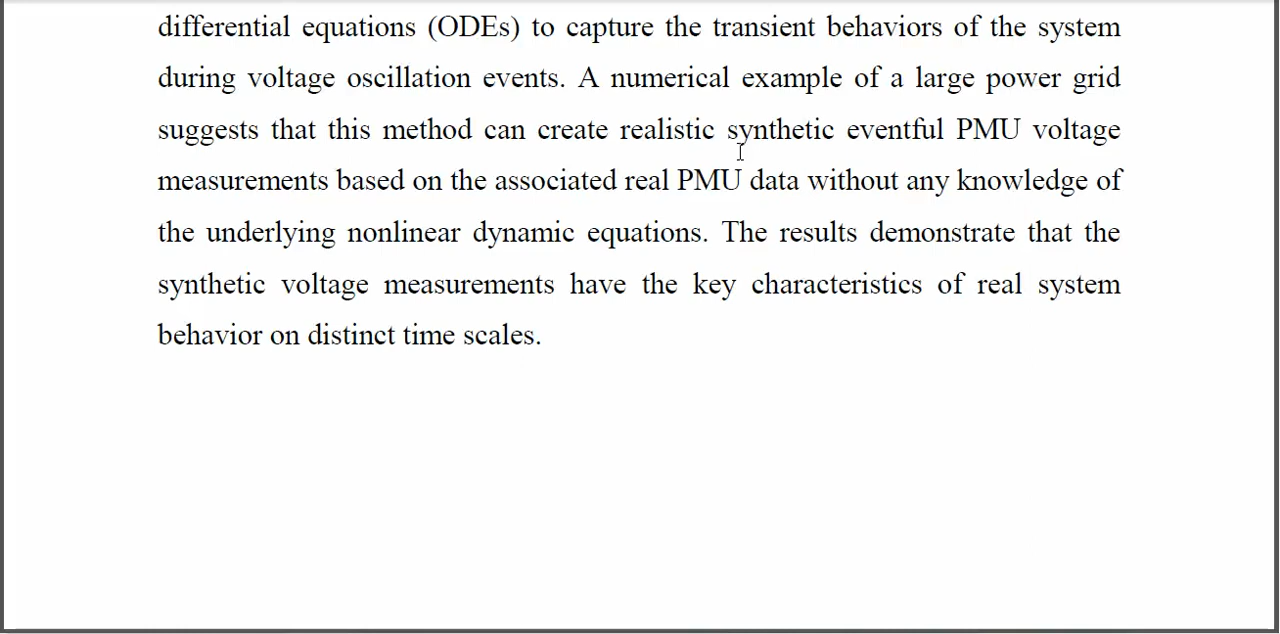 differential equations (ODEs) to capture the transient behaviors of the system
during voltage oscillation events. A numerical example of a large power grid
suggests that this method can create realistic synthetic eventful PMU voltage
measurements based on the associated real PMU data without any knowledge of
the underlying nonlinear dynamic equations. The results demonstrate that the
synthetic voltage measurements have the key characteristics of real system
behavior on distinct time scales.